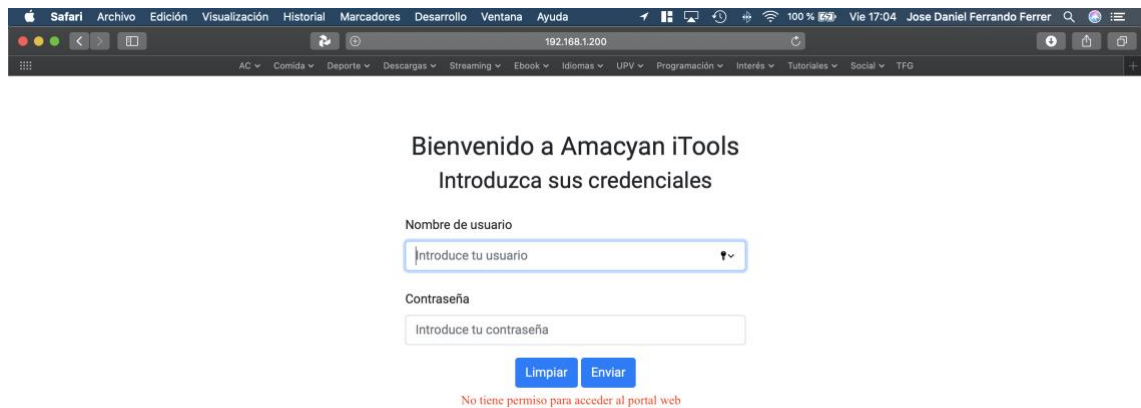 Safari Archivo Edición Visualización Historial Marcadores Desarrollo Ventana Ayuda 100 % Vie 17:04 Jose Daniel Ferrando Ferrer
192.168.1.200
AC Comida Deporte Descargas Streaming Ebook Idiomas UPV Programación Interés Tutoriales Social TFG
Bienvenido a Amacyan iTools
Introduzca sus credenciales
Nombre de usuario
Introduce tu usuario
Contraseña
Introduce tu contraseña
Limpiar Enviar
No tiene permiso para acceder al portal web